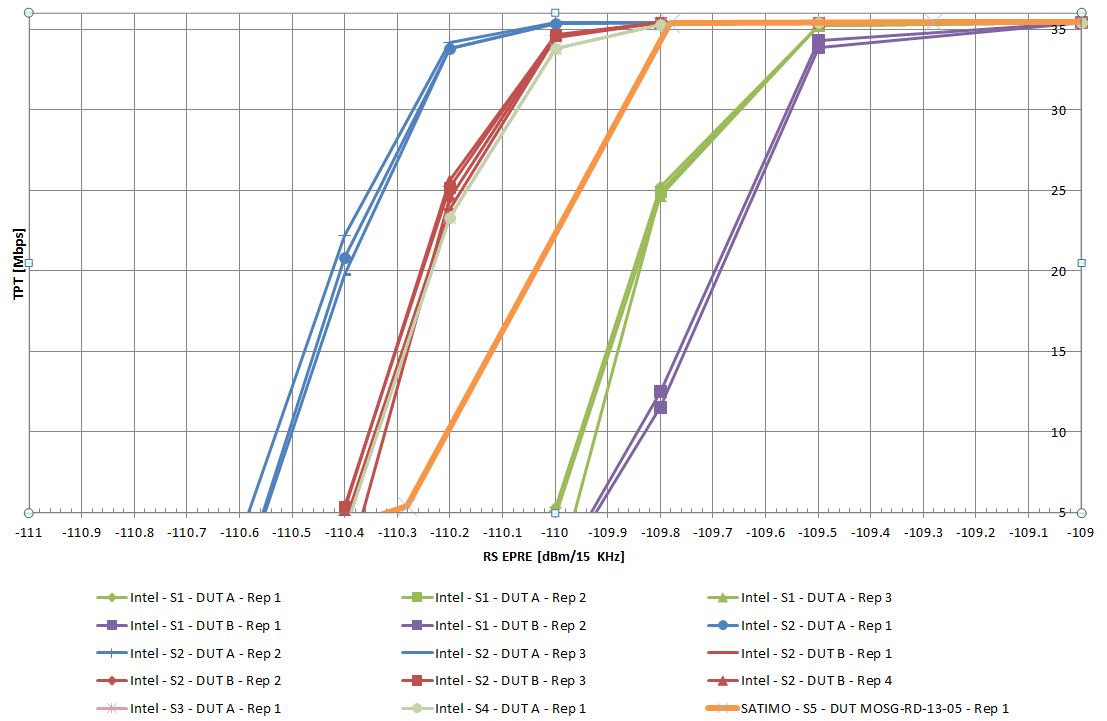 35
30
25
20
15
10
5
TPT [Mbps]
-111 -110.9 -110.8 -110.7 -110.6 -110.5 -110.4 -110.3 -110.2 -110.1 -110 -109.9 -109.8 -109.7 -109.6 -109.5 -109.4 -109.3 -109.2 -109.1 -109
RS EPRE [dBm/15 KHz]
Intel - S1 - DUT A - Rep 1 Intel - S1 - DUT A - Rep 2 Intel - S1 - DUT A - Rep 3
Intel - S1 - DUT B - Rep 1 Intel - S1 - DUT B - Rep 2 Intel - S2 - DUT A - Rep 1
Intel - S2 - DUT A - Rep 2 Intel - S2 - DUT A - Rep 3 Intel - S2 - DUT B - Rep 1
Intel - S2 - DUT B - Rep 2 Intel - S2 - DUT B - Rep 3 Intel - S2 - DUT B - Rep 4
Intel - S3 - DUT A - Rep 1 Intel - S4 - DUT A - Rep 1 SATIMO - S5 - DUT MOSG-RD-13-05 - Rep 1